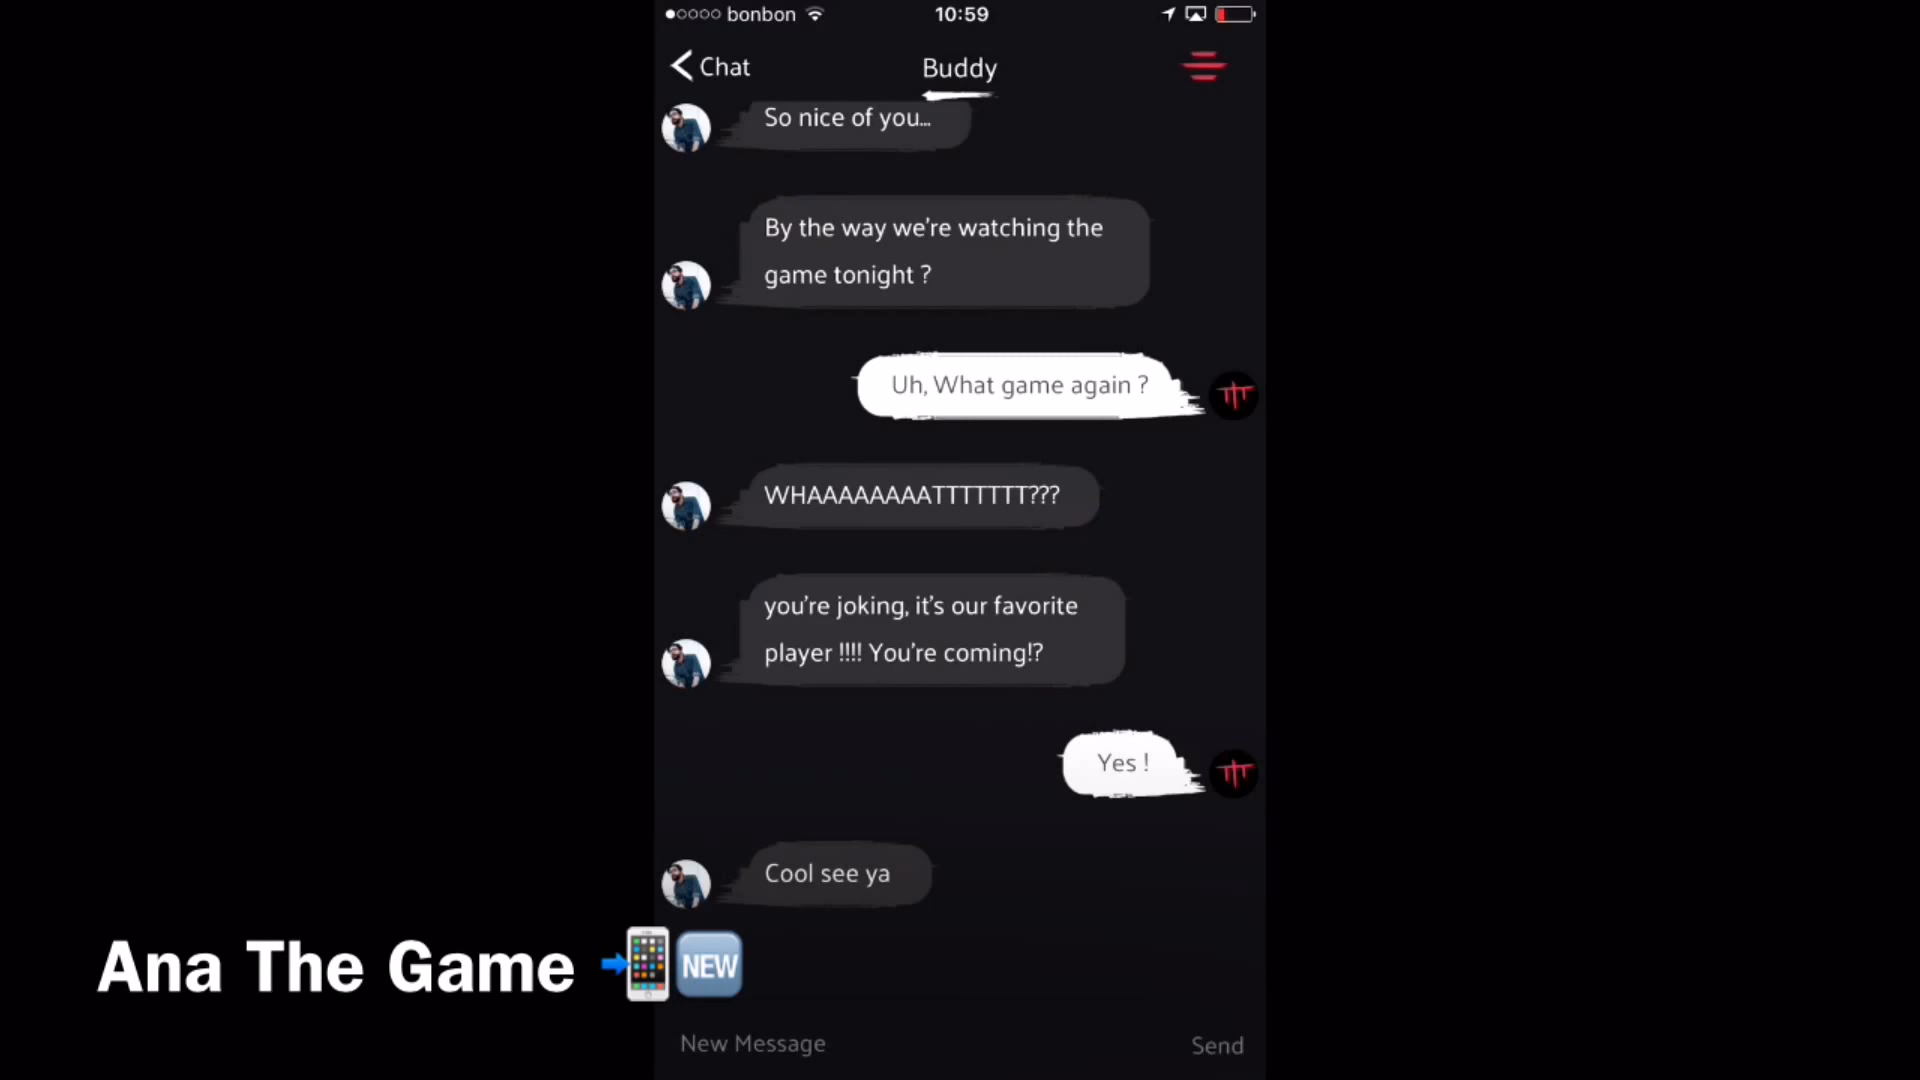 bonbon
10:59
Chat
Buddy
So nice of you...
By the way we're watching the
game tonight ?
Uh, What game again ?
WHAAAAAAAATTTTTTT???
you're joking, it's our favorite
player !!!! You're coming!?
Yes !
Cool see ya
Ana The Game
NEW
New Message
Send